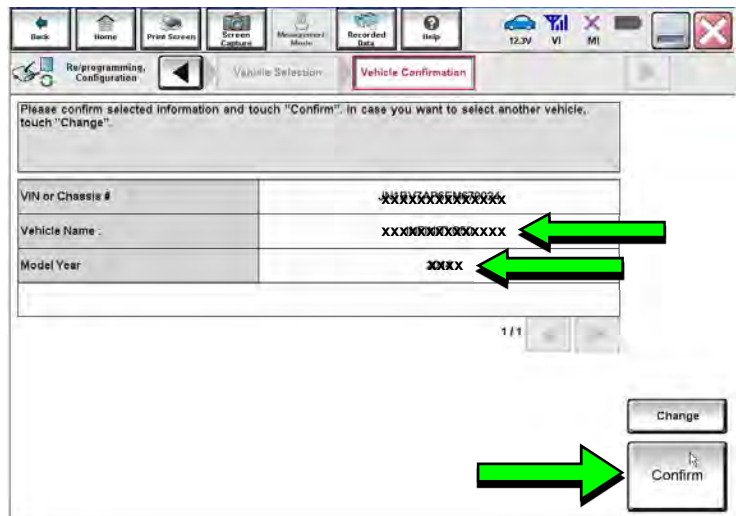 Back
Home
Print Screen
Screen Capture
Measurement Mode
Recorded Data
Help
12.3V
VI
MI
Re/programming, Configuration
Vehicle Selection
Vehicle Confirmation
Please confirm selected information and touch "Confirm". In case you want to select another vehicle,
touch "Change".
VIN or Chassis #
Vehicle Name :
Model Year
1/1
Change
Confirm